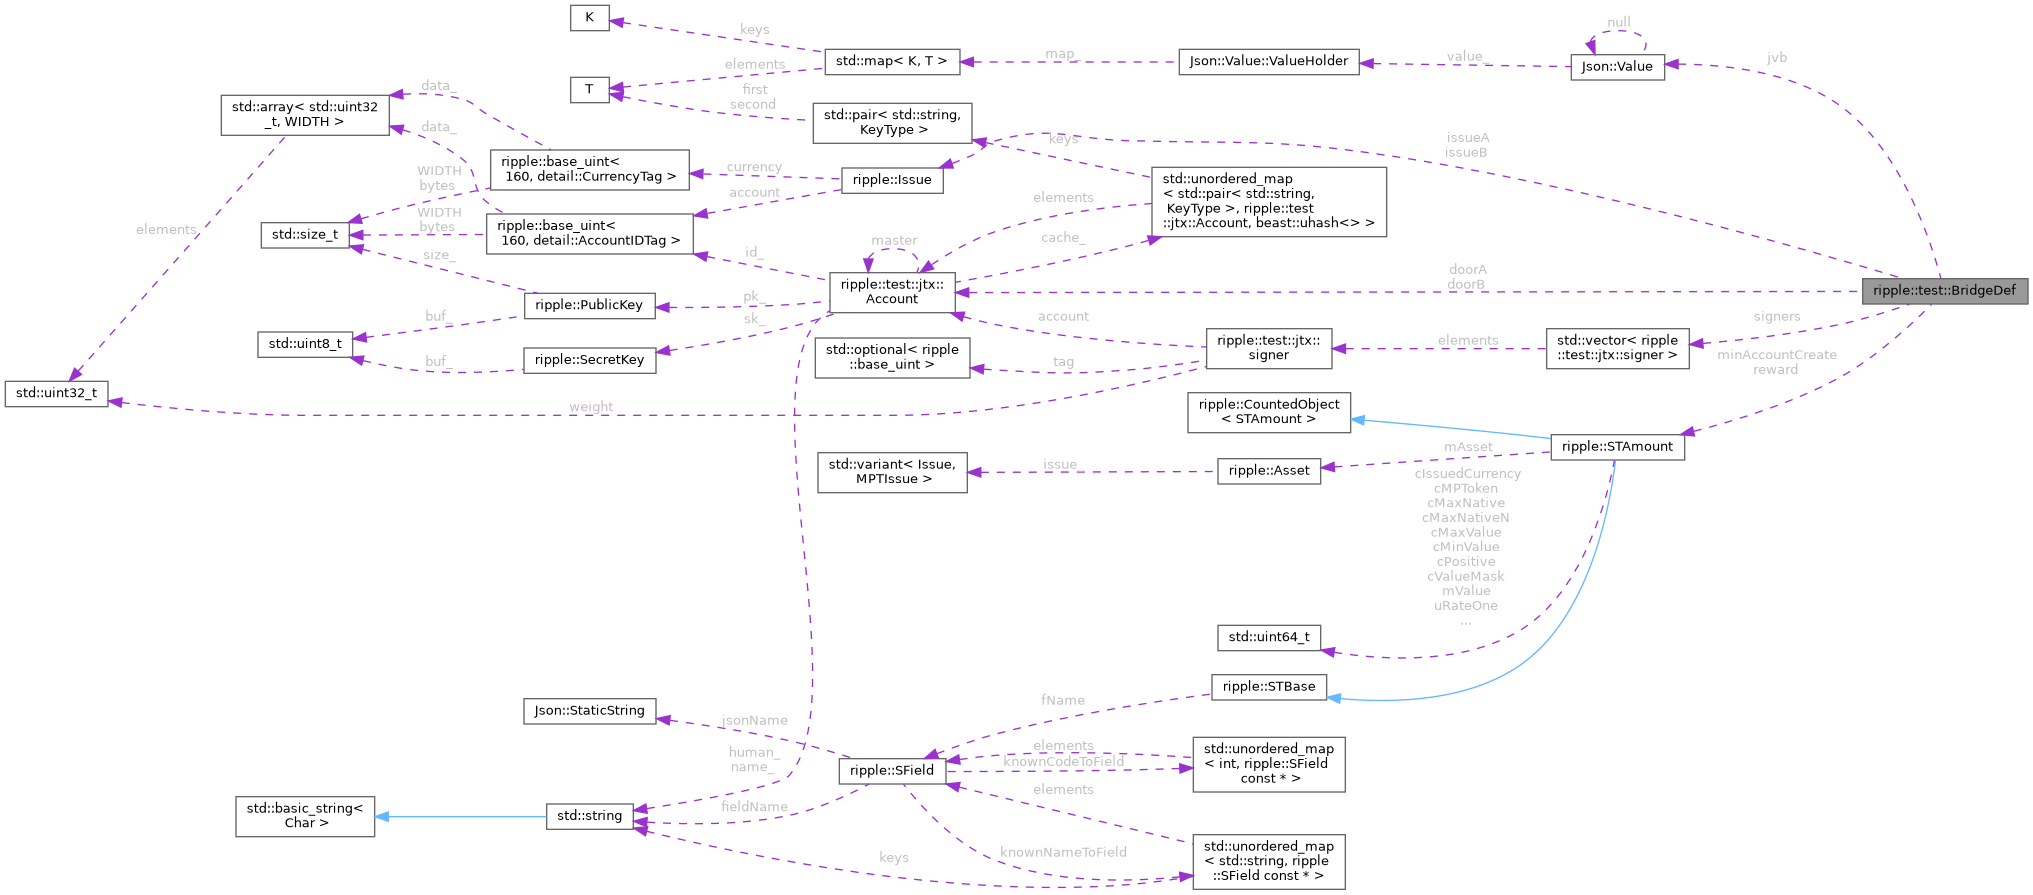 K
keys
null
std::map< K, T >
map_
Json::Value::ValueHolder
value_
Json::Value
jvb
elements
T
first
second
data_
std::array< std::uint32
_t, WIDTH >
std::pair< std::string,
KeyType >
data_
keys
issueA
issueB
ripple::base_uint<
160, detail::CurrencyTag >
currency
ripple::Issue
WIDTH
bytes
account
std::unordered_map
< std::pair< std::string,
KeyType >, ripple::test
::jtx::Account, beast::uhash<> >
elements
WIDTH
bytes
ripple::base_uint<
160, detail::AccountIDTag >
elements
std::size_t
master
cache_
size_
id_
ripple::test::jtx::
Account
doorA
doorB
ripple::test::BridgeDef
ripple::PublicKey
pk_
buf_
sk_
account
signers
std::uint8_t
ripple::SecretKey
buf_
std::optional< ripple
::base_uint >
tag
ripple::test::jtx::
signer
elements
std::vector< ripple
::test::jtx::signer >
minAccountCreate
reward
std::uint32_t
weight
ripple::CountedObject
< STAmount >
ripple::STAmount
mAsset
std::variant< Issue,
MPTIssue >
issue
ripple::Asset
cIssuedCurrency
cMPToken
cMaxNative
cMaxNativeN
cMaxValue
cMinValue
cPositive
cValueMask
mValue
uRateOne
...
std::uint64_t
ripple::STBase
fName
Json::StaticString
jsonName
human_
name_
ripple::SField
elements
knownCodeToField
std::unordered_map
< int, ripple::SField
const * >
elements
std::basic_string<
Char >
std::string
fieldName
keys
knownNameToField
std::unordered_map
< std::string, ripple
::SField const * >